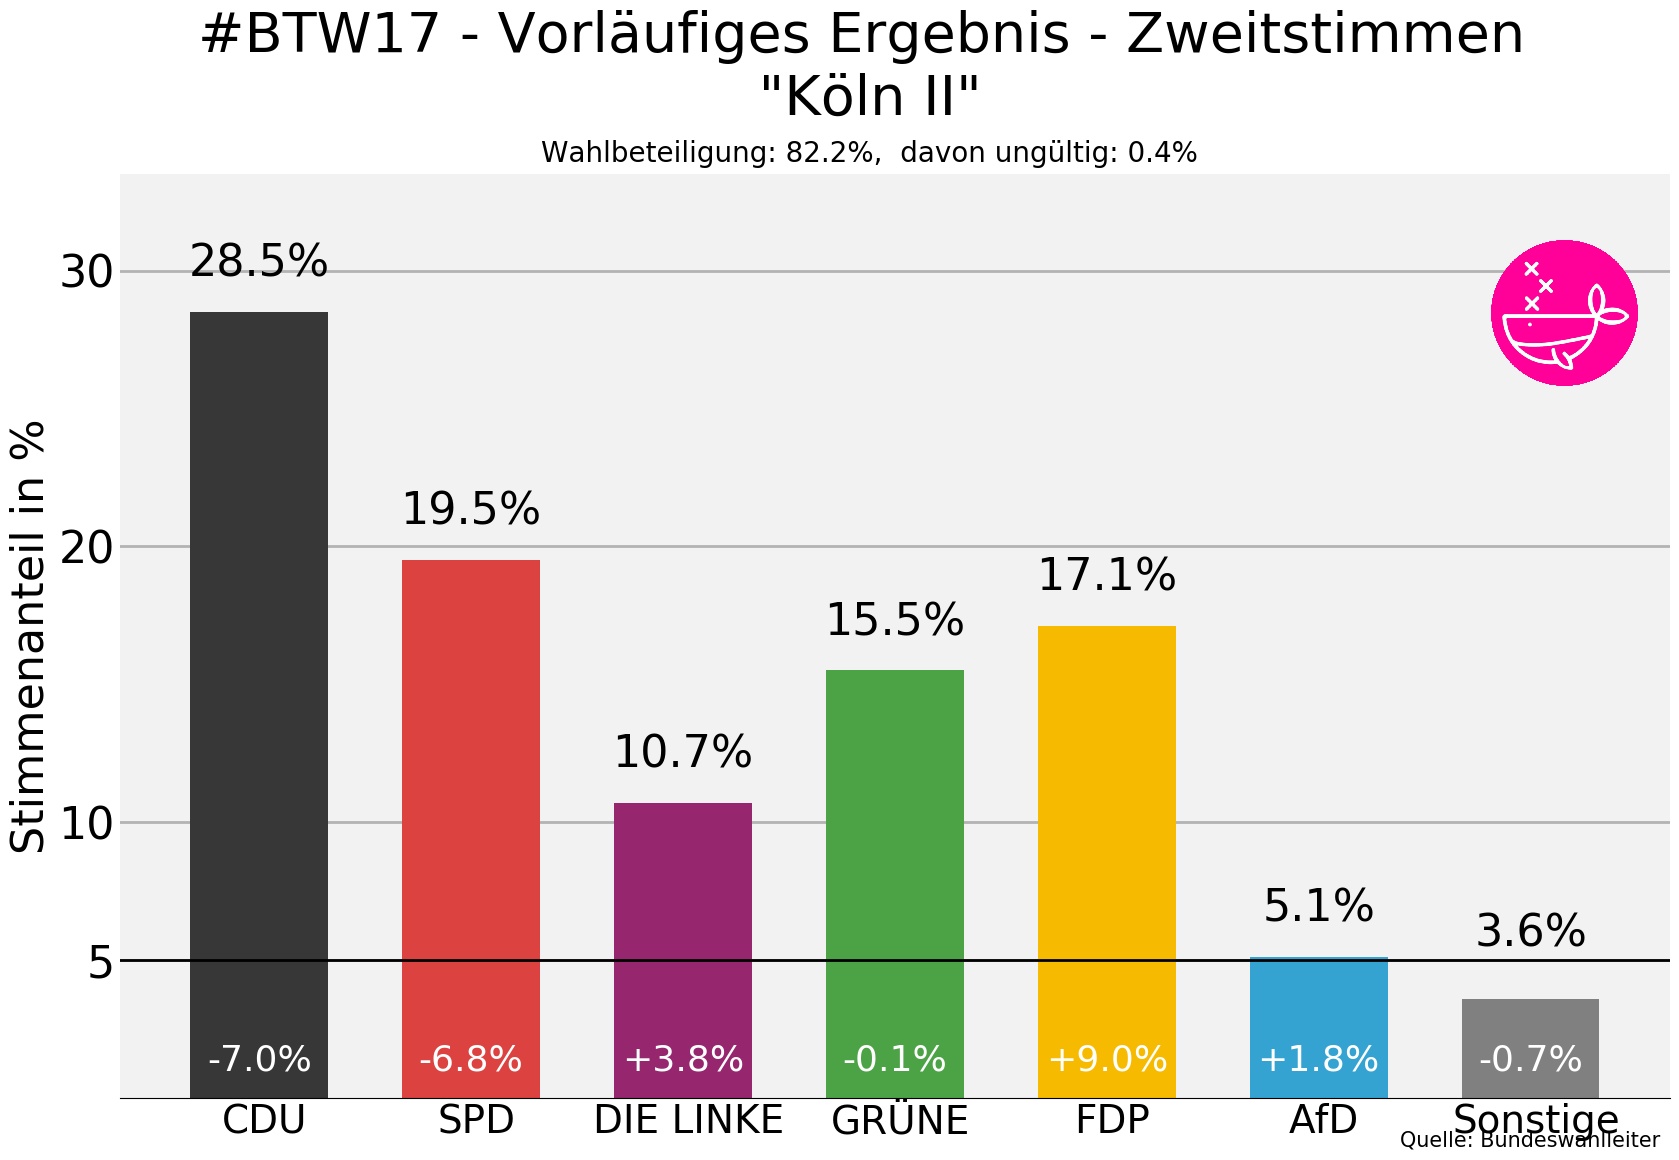 #BTW17 - Vorläufiges Ergebnis - Zweitstimmen
"Köln II"
Wahlbeteiligung: 82.2%,  davon ungültig: 0.4%
Stimmenanteil in %
30
20
10
5
28.5%
19.5%
10.7%
15.5%
17.1%
5.1%
3.6%
-7.0%
-6.8%
+3.8%
-0.1%
+9.0%
+1.8%
-0.7%
CDU
SPD
DIE LINKE
GRÜNE
FDP
AfD
Sonstige
Quelle: Bundeswahlleiter